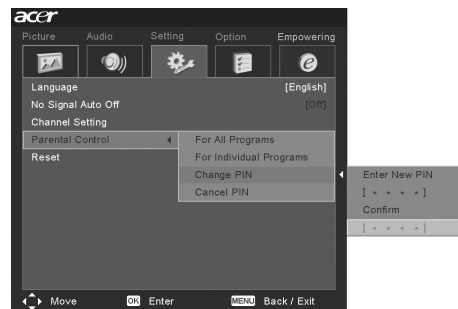 acer
Picture Audio Setting Option Empowering
Language [English]
No Signal Auto Off [Off]
Channel Setting
Parental Control
For All Programs
For Individual Programs
Change PIN
Cancel PIN
Reset
Enter New PIN
[ * * * * ]
Confirm
[ * * * * ]
Move OK Enter MENU Back / Exit